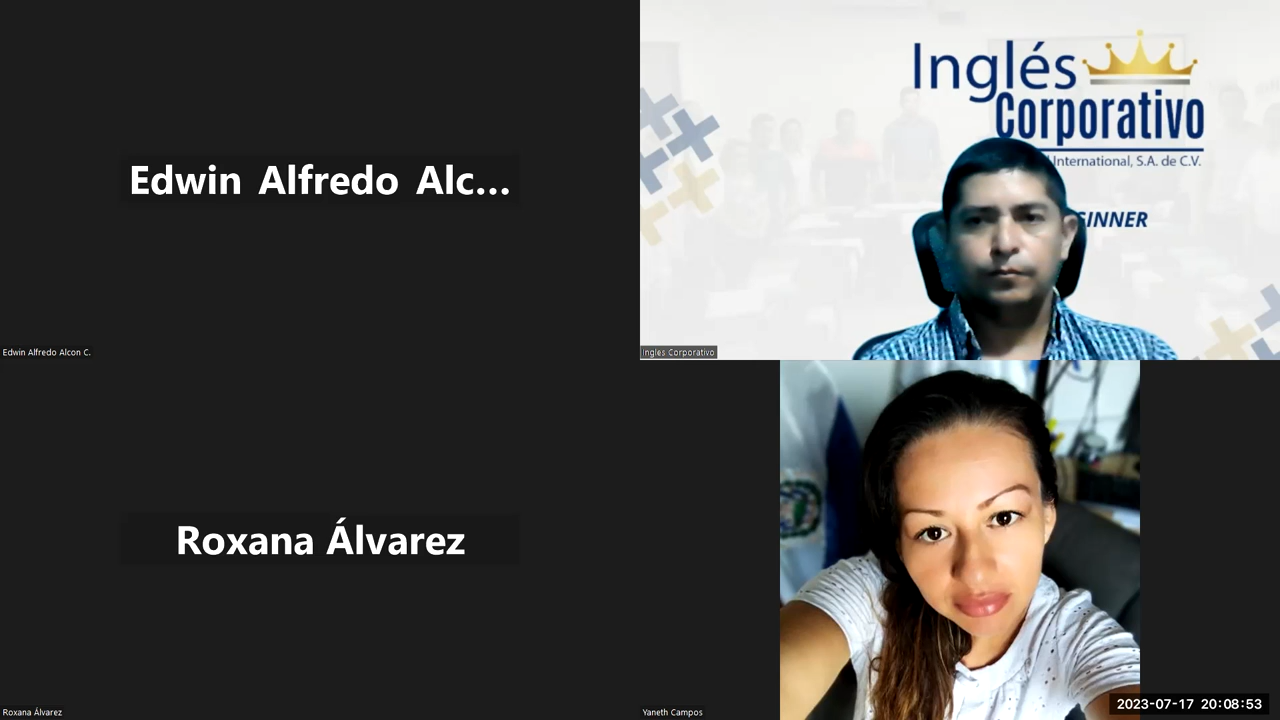 Edwin Alfredo Alc...
Edwin Alfredo Alcon C.
Inglés
Corporativo
International, S.A. de C.V.
GINNER
Ingles Corporativo
Roxana Álvarez
Roxana Álvarez
Yaneth Campos
2023-07-17 20:08:53